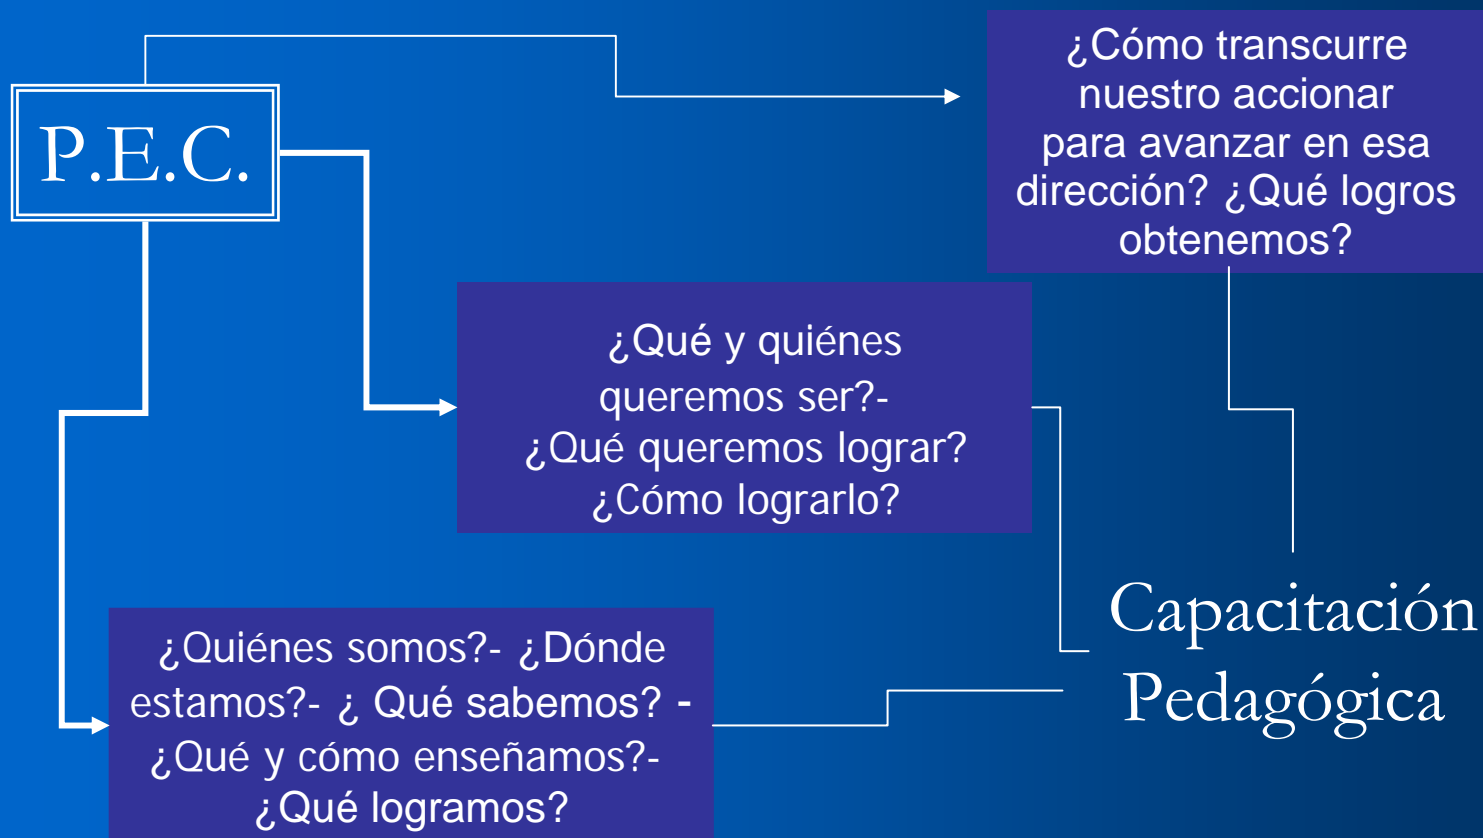 P.E.C.
¿Cómo transcurre
nuestro accionar
para avanzar en esa
dirección? ¿Qué logros
obtenemos?
¿Qué y quiénes
queremos ser?-
¿Qué queremos lograr?
¿Cómo lograrlo?
¿Quiénes somos?- ¿Dónde
estamos?- ¿ Qué sabemos? -
¿Qué y cómo enseñamos?-
¿Qué logramos?
Capacitación
Pedagógica